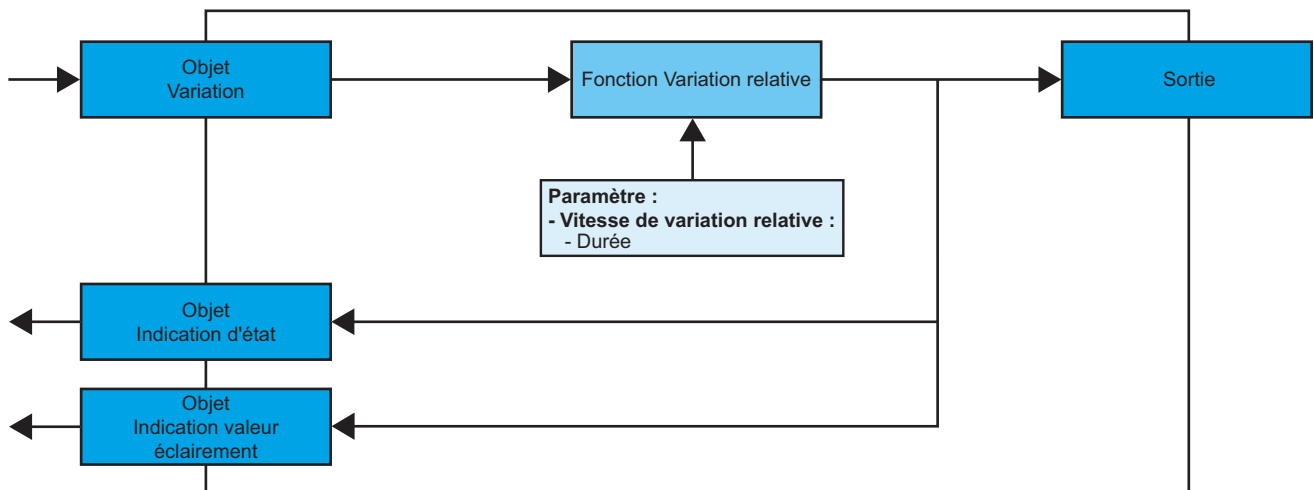 Objet
Variation
Fonction Variation relative
Sortie
Paramètre :
- Vitesse de variation relative :
- Durée
Objet
Indication d'état
Objet
Indication valeur
éclairement